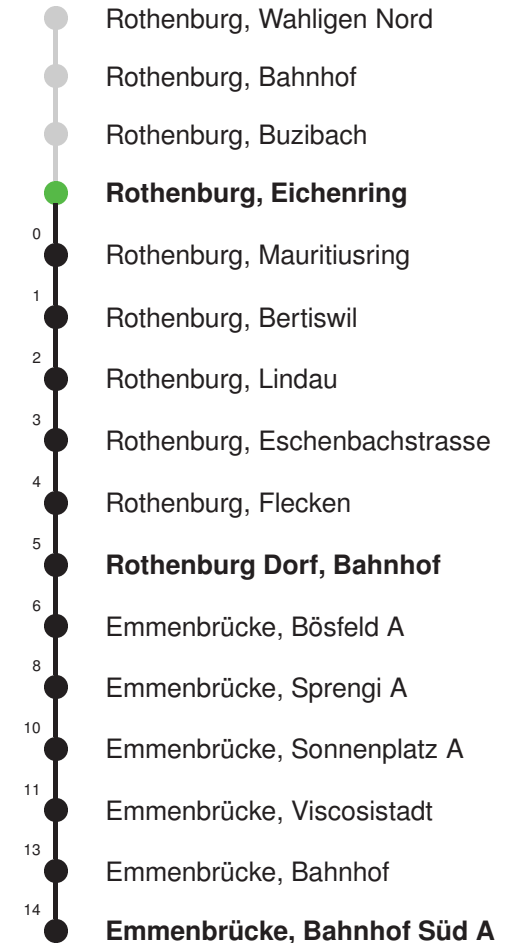 Rothenburg, Wahligen Nord
Rothenburg, Bahnhof
Rothenburg, Buzibach
Rothenburg, Eichenring
0 Rothenburg, Mauritiusring
1 Rothenburg, Bertiswil
2 Rothenburg, Lindau
3 Rothenburg, Eschenbachstrasse
4 Rothenburg, Flecken
5 Rothenburg Dorf, Bahnhof
6 Emmenbrücke, Bösfeld A
8 Emmenbrücke, Sprengi A
10 Emmenbrücke, Sonnenplatz A
11 Emmenbrücke, Viscosistadt
13 Emmenbrücke, Bahnhof
14 Emmenbrücke, Bahnhof Süd A